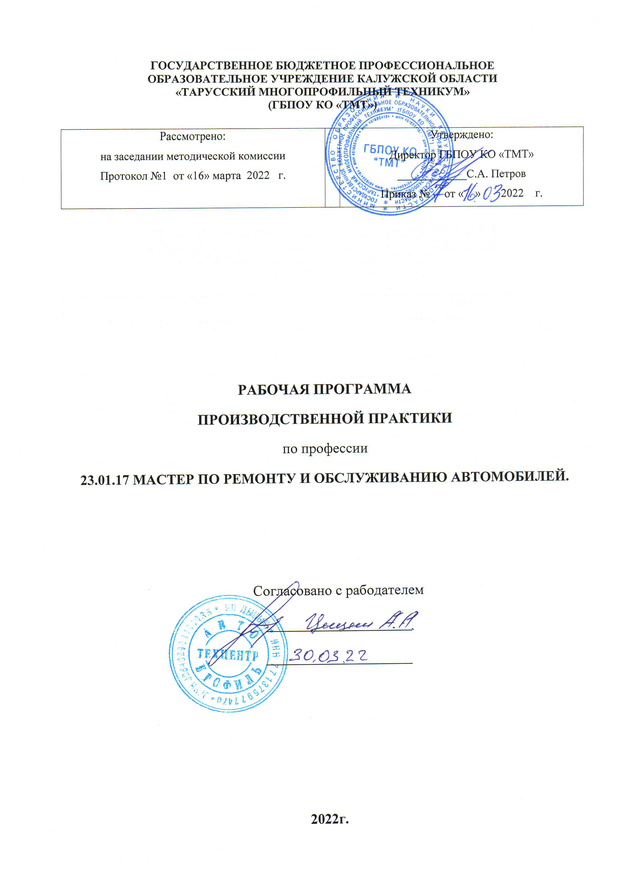 ГОСУДАРСТВЕННОЕ БЮДЖЕТНОЕ ПРОФЕССИОНАЛЬНОЕ
ОБРАЗОВАТЕЛЬНОЕ УЧРЕЖДЕНИЕ КАЛУЖСКОЙ ОБЛАСТИ
«ТАРУССКИЙ МНОГОПРОФИЛЬНЫЙ ТЕХНИКУМ»
(ГБПОУ КО «ТМТ»)
Рассмотрено:
на заседании методической комиссии
Протокол №1 от «16» марта 2022 г.
Утверждено:
Директор ГБПОУ КО «ТМТ»
С.А. Петров
Приказ № от «16» 03 2022 г.
ГБПОУ КО
"ТМТ"
РАБОЧАЯ ПРОГРАММА
ПРОИЗВОДСТВЕННОЙ ПРАКТИКИ
по профессии
23.01.17 МАСТЕР ПО РЕМОНТУ И ОБСЛУЖИВАНИЮ АВТОМОБИЛЕЙ.
Согласовано с рабодателем
А.А
30.03.22
АВТО
ТЕХЦЕНТР
ПРОФИЛЬ
2022г.